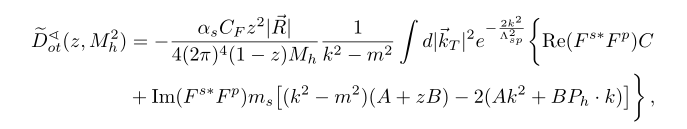 $$\widetilde{D}_{ot}^{\sphericalangle}(z, M_h^2) = -\frac{\alpha_s C_F z^2 |\vec{R}|}{4(2\pi)^4(1-z)M_h} \frac{1}{k^2 - m^2} \int d|\vec{k}_T|^2 e^{-\frac{2k^2}{\Lambda_{sp}^2}} \bigg\{ \mathrm{Re}(F^{s*}F^p)C$$
$$+ \mathrm{Im}(F^{s*}F^p)m_s\big[(k^2 - m^2)(A + zB) - 2(Ak^2 + BP_h \cdot k)\big]\bigg\},$$